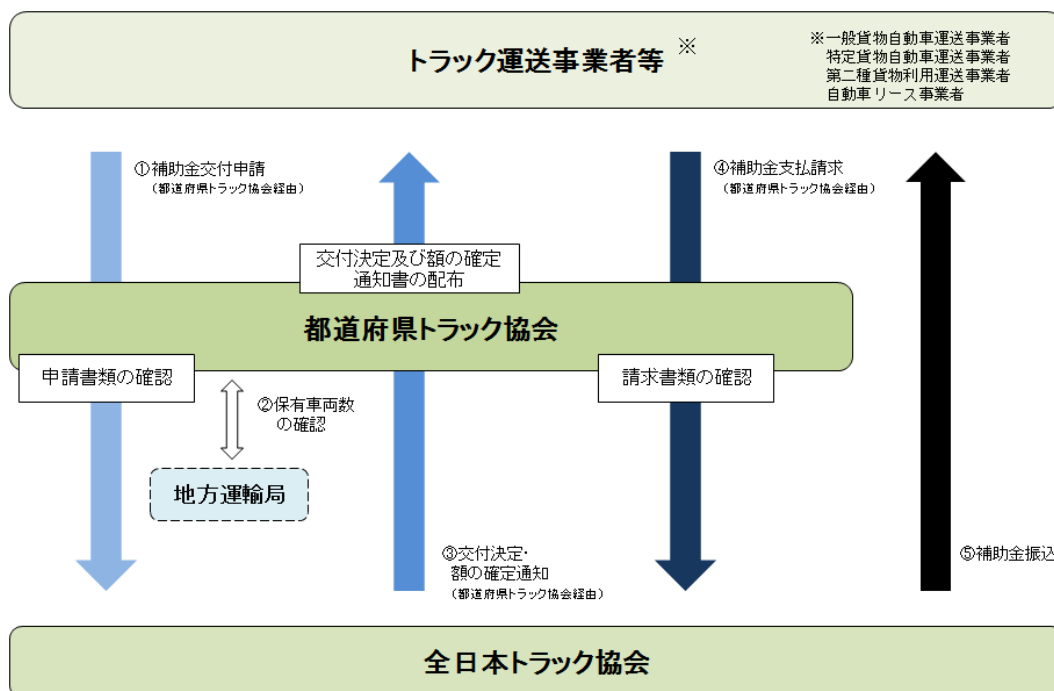 トラック運送事業者等 ※
※一般貨物自動車運送事業者
特定貨物自動車運送事業者
第二種貨物利用運送事業者
自動車リース事業者
①補助金交付申請
(都道府県トラック協会経由)
④補助金支払請求
(都道府県トラック協会経由)
交付決定及び額の確定
通知書の配布
都道府県トラック協会
申請書類の確認
請求書類の確認
②保有車両数
の確認
地方運輸局
③交付決定・
額の確定通知
(都道府県トラック協会経由)
⑤補助金振込
全日本トラック協会